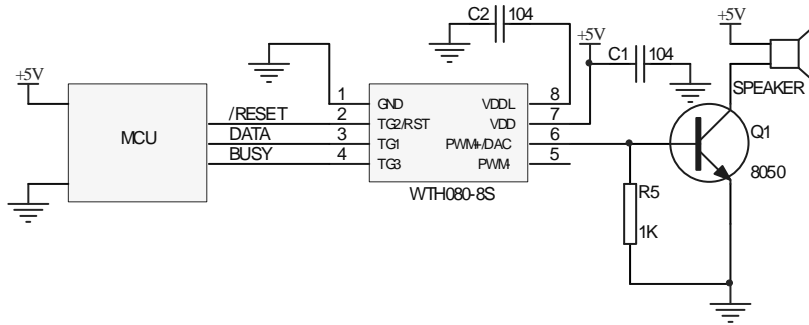 C2 104
+5V
C1 104
+5V
SPEAKER
+5V
MCU
/RESET
DATA
BUSY
1 GND
2 TG2/RST
3 TG1
4 TG3
VDDL 8
VDD 7
PWM+/DAC 6
PWM- 5
WTH080-8S
Q1
8050
R5
1K